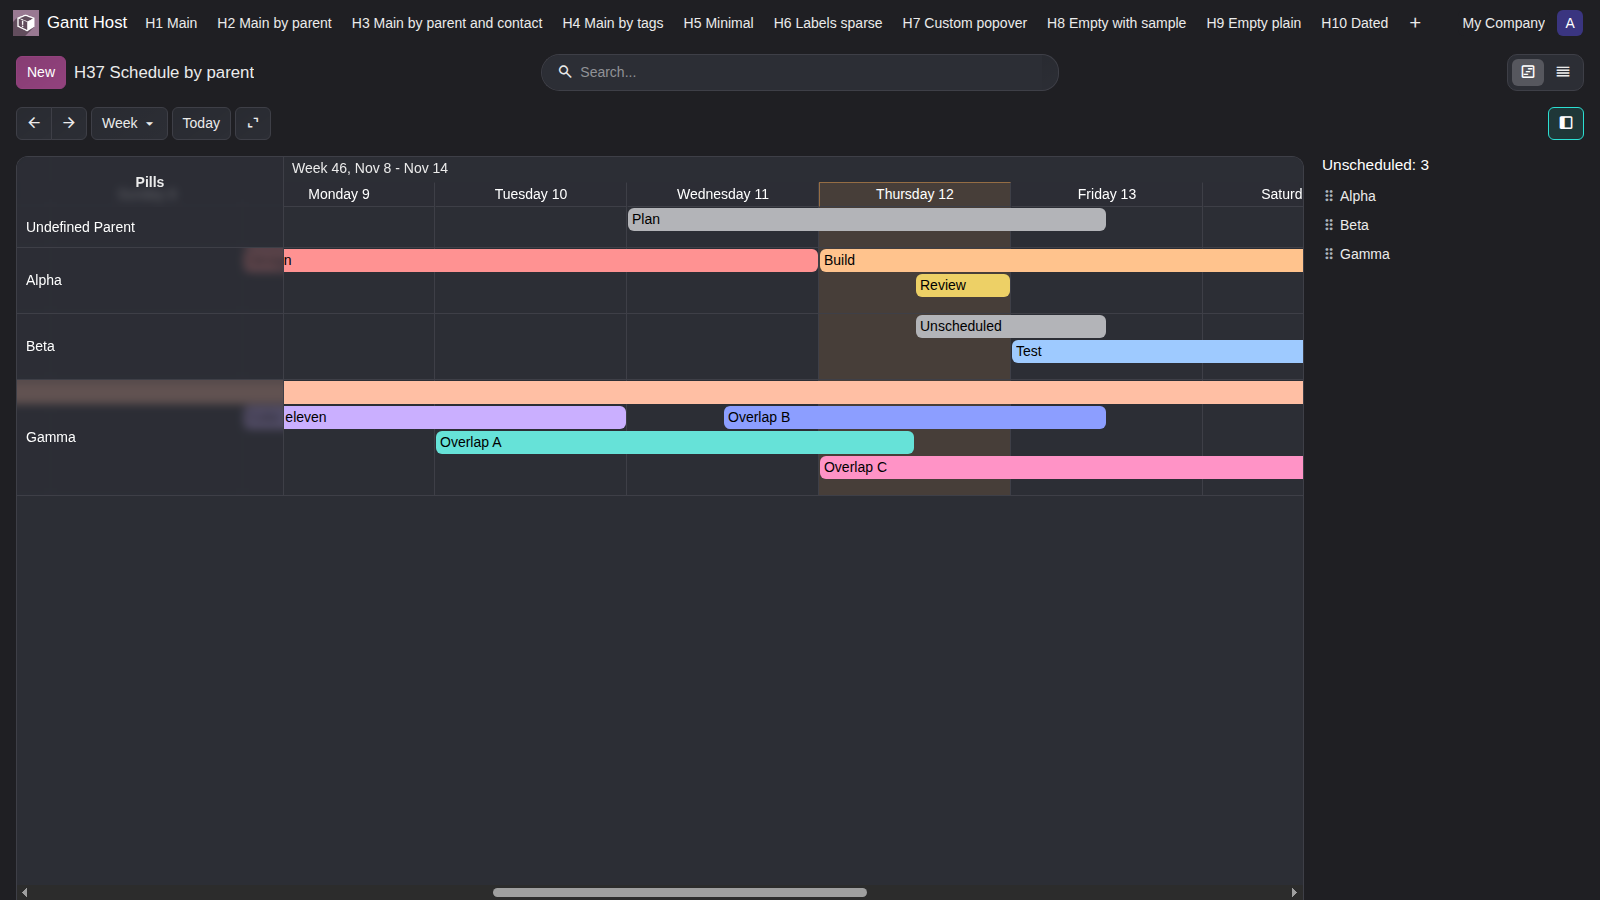 Gantt Host H1 Main H2 Main by parent H3 Main by parent and contact H4 Main by tags H5 Minimal H6 Labels sparse H7 Custom popover H8 Empty with sample H9 Empty plain H10 Dated + My Company A
New H37 Schedule by parent Search...
Week Today
Week 46, Nov 8 - Nov 14
Pills
Monday 9 Tuesday 10 Wednesday 11 Thursday 12 Friday 13 Saturd
Undefined Parent Plan
Alpha
n Build
Review
Beta
Unscheduled
Test
Gamma
eleven Overlap B
Overlap A
Overlap C
Unscheduled: 3
Alpha
Beta
Gamma